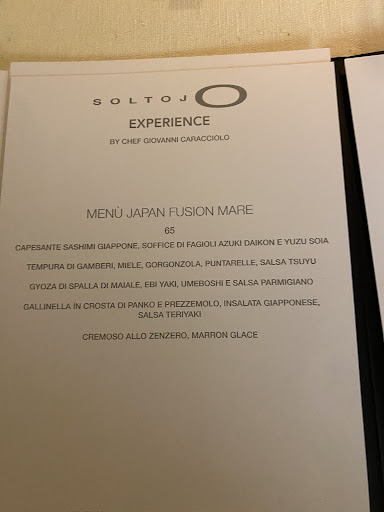 SOLTOJO
EXPERIENCE
BY CHEF GIOVANNI CARACCIOLO
MENÙ JAPAN FUSION MARE
65
CAPESANTE SASHIMI GIAPPONE, SOFFICE DI FAGIOLI AZUKI DAIKON E YUZU SOIA
TEMPURA DI GAMBERI, MIELE, GORGONZOLA, PUNTARELLE, SALSA TSUYU
GYOZA DI SPALLA DI MAIALE, EBI YAKI, UMEBOSHI E SALSA PARMIGIANO
GALLINELLA IN CROSTA DI PANKO E PREZZEMOLO, INSALATA GIAPPONESE,
SALSA TERIYAKI
CREMOSO ALLO ZENZERO, MARRON GLACE